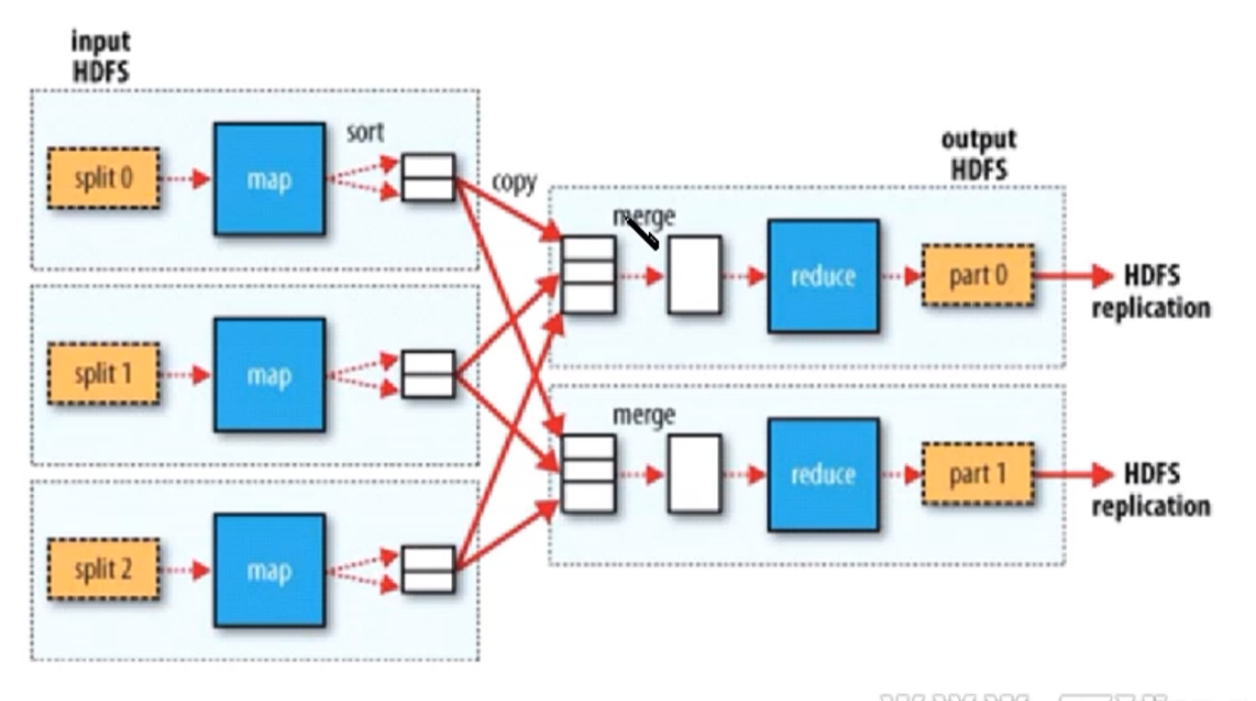 input
HDFS
split 0
map
sort
copy
split 1
map
split 2
map
output
HDFS
merge
reduce
part 0
HDFS
replication
merge
reduce
part 1
HDFS
replication